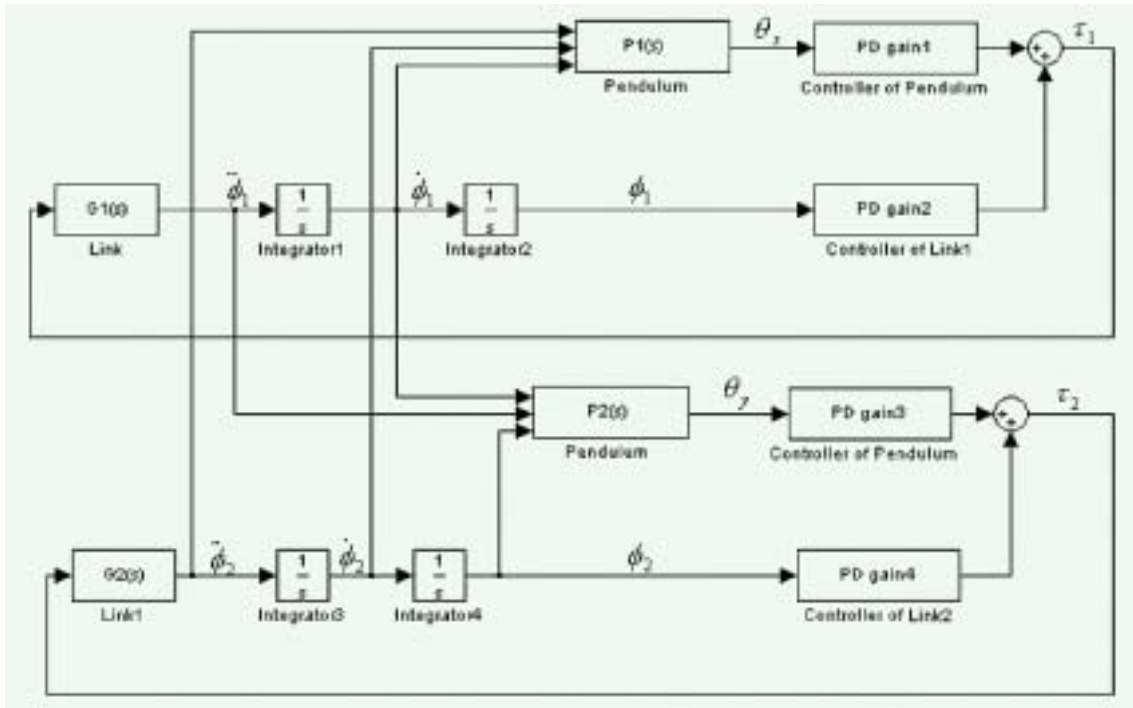 P1(s)
θx
PD gain1
τ1
Pendulum
Controller of Pendulum
G1(s)
φ̈1
1/s
φ̇1
1/s
φ1
PD gain2
Link
Integrator1
Integrator2
Controller of Link1
P2(s)
θy
PD gain3
τ2
Pendulum
Controller of Pendulum
G2(s)
φ̈2
1/s
φ̇2
1/s
φ2
PD gain4
Link1
Integrator3
Integrator4
Controller of Link2